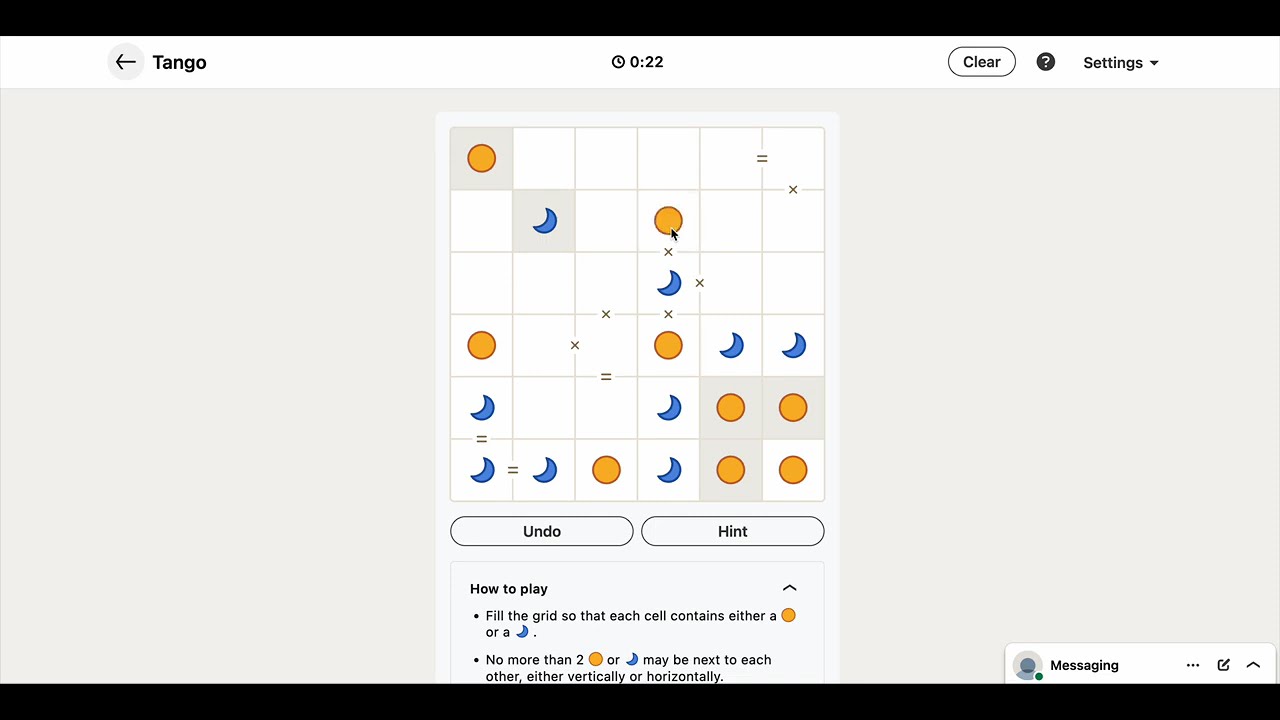 Tango
0:22
Clear
?
Settings
=
×
×
×
×
×
×
=
=
=
Undo
Hint
How to play
• Fill the grid so that each cell contains either a
or a .
• No more than 2 or may be next to each
other, either vertically or horizontally.
Messaging